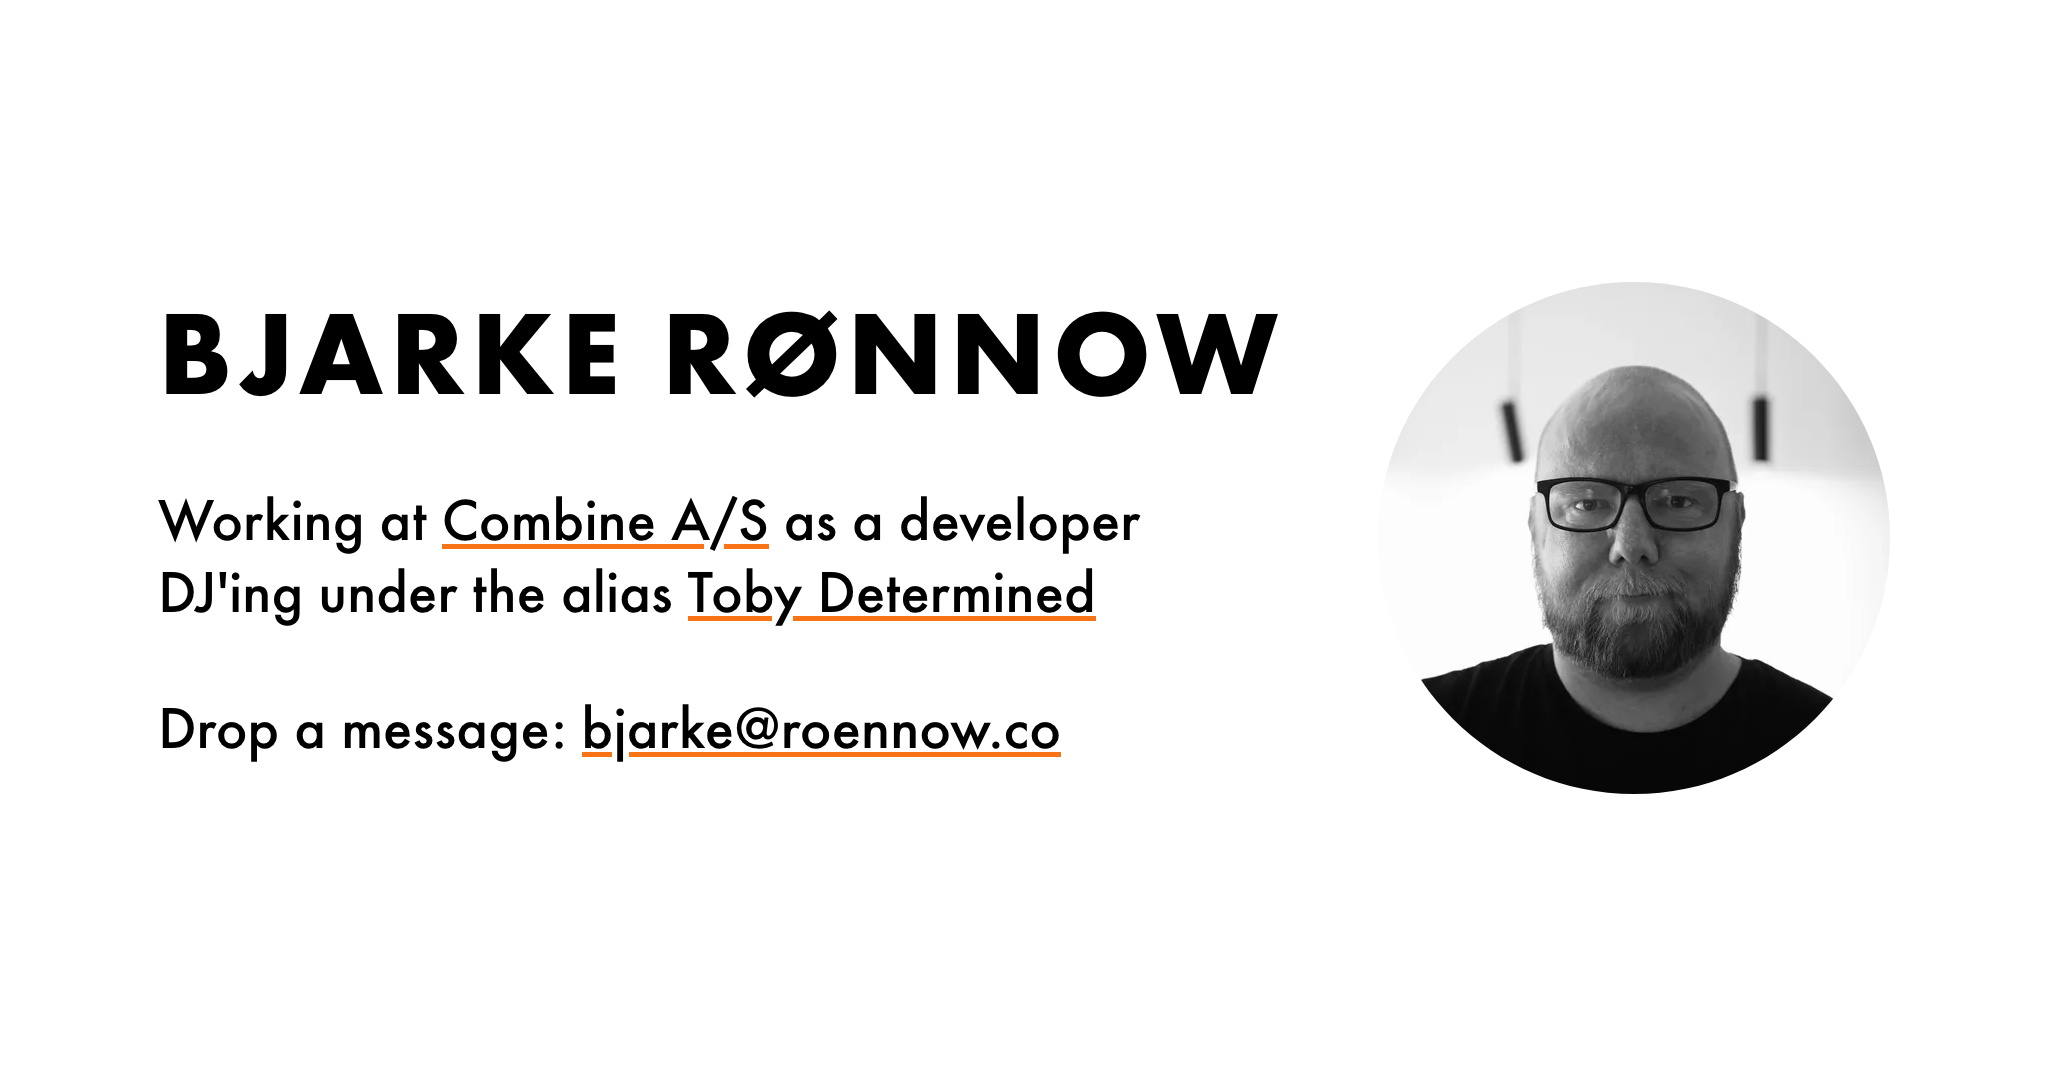 BJARKE RØNNOW
Working at Combine A/S as a developer
DJ'ing under the alias Toby Determined
Drop a message: bjarke@roennow.co